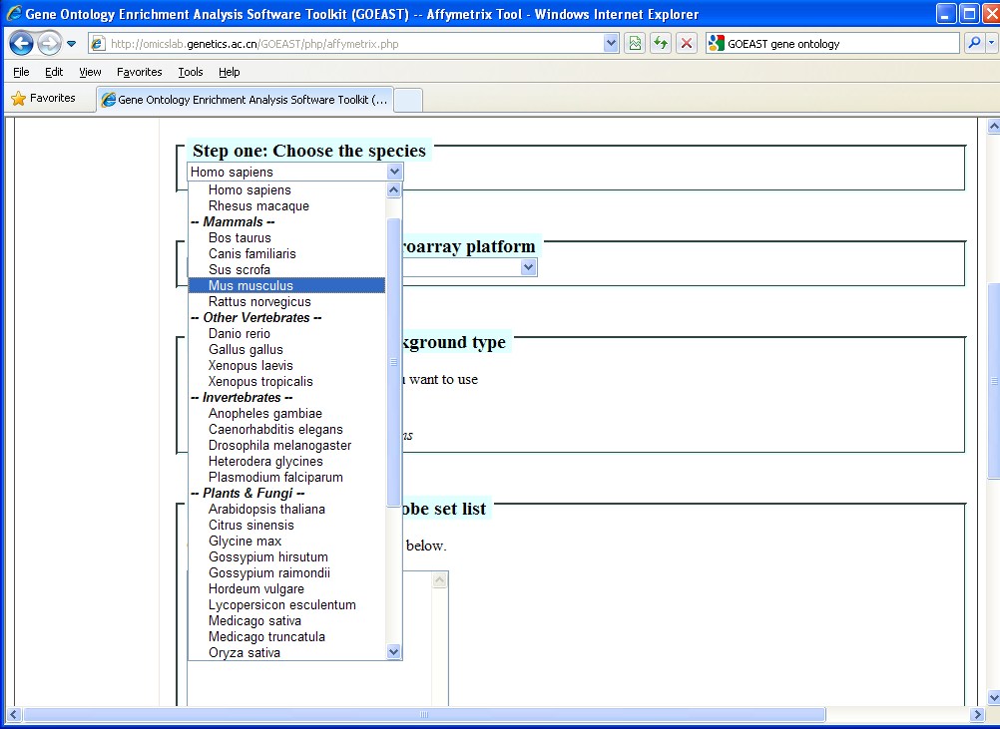 Gene Ontology Enrichment Analysis Software Toolkit (GOEAST) -- Affymetrix Tool - Windows Internet Explorer
http://omicslab.genetics.ac.cn/GOEAST/php/affymetrix.php
GOEAST gene ontology
File Edit View Favorites Tools Help
Favorites
Gene Ontology Enrichment Analysis Software Toolkit (...
Step one: Choose the species
Homo sapiens
Homo sapiens
Rhesus macaque
-- Mammals --
Bos taurus
roarray platform
Canis familiaris
Sus scrofa
Mus musculus
Rattus norvegicus
-- Other Vertebrates --
Danio rerio
kground type
Gallus gallus
Xenopus laevis
Xenopus tropicalis
want to use
-- Invertebrates --
Anopheles gambiae
Caenorhabditis elegans
ns
Drosophila melanogaster
Heterodera glycines
Plasmodium falciparum
-- Plants & Fungi --
Arabidopsis thaliana
obe set list
Citrus sinensis
Glycine max
below.
Gossypium hirsutum
Gossypium raimondii
Hordeum vulgare
Lycopersicon esculentum
Medicago sativa
Medicago truncatula
Oryza sativa